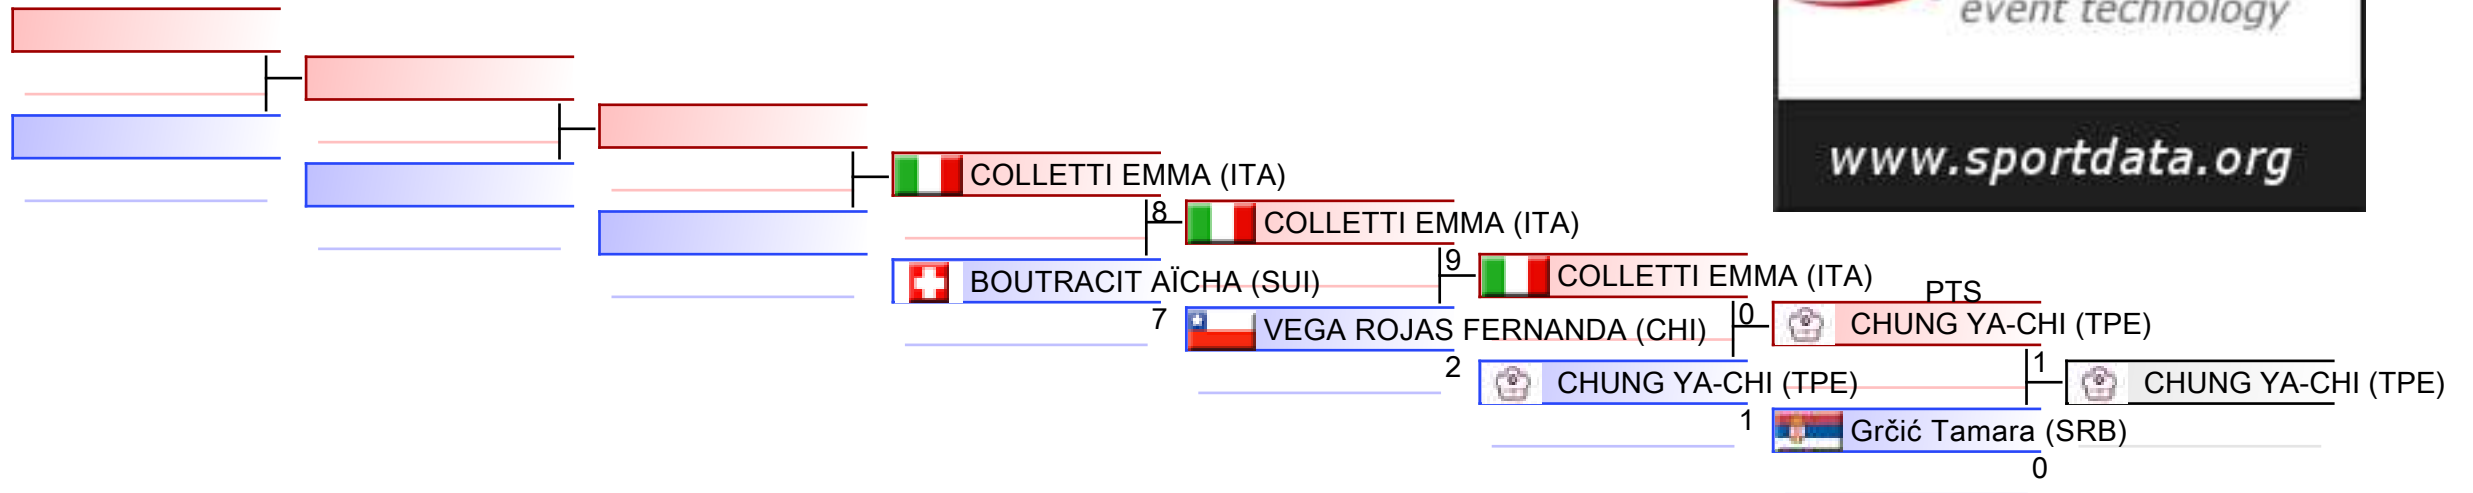 event technology
www.sportdata.org
COLLETTI EMMA (ITA)
8
COLLETTI EMMA (ITA)
BOUTRACIT AÏCHA (SUI)
7
9
COLLETTI EMMA (ITA)
VEGA ROJAS FERNANDA (CHI)
2
PTS
0
CHUNG YA-CHI (TPE)
CHUNG YA-CHI (TPE)
1
1
CHUNG YA-CHI (TPE)
Grčić Tamara (SRB)
0